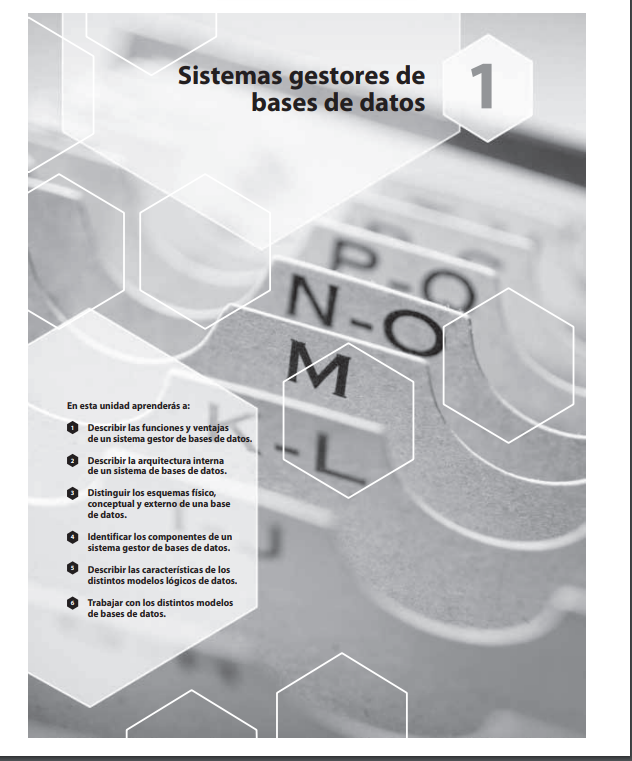 Sistemas gestores de
bases de datos
1
P-Q
N-O
M
K-L
I-J
En esta unidad aprenderás a:
1 Describir las funciones y ventajas
de un sistema gestor de bases de datos.
2 Describir la arquitectura interna
de un sistema de bases de datos.
3 Distinguir los esquemas físico,
conceptual y externo de una base
de datos.
4 Identificar los componentes de un
sistema gestor de bases de datos.
5 Describir las características de los
distintos modelos lógicos de datos.
6 Trabajar con los distintos modelos
de bases de datos.